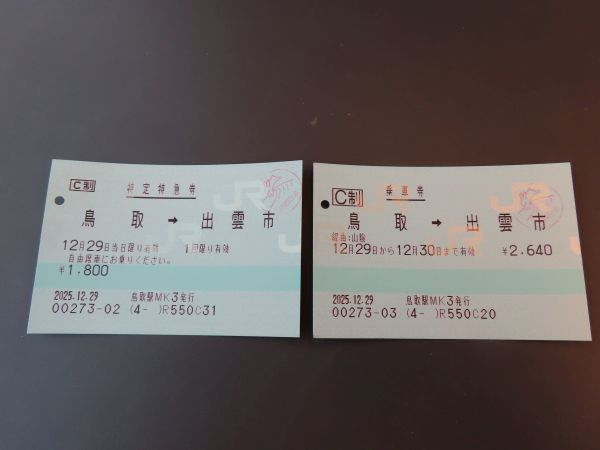 C制 特定特急券
鳥取 → 出雲市
12月29日当日限り有効 1回限り有効
自由席車にお乗りください。
¥1,800
2025.12.29 鳥取駅MK3発行
00273-02 (4- )R550C31
C制 乗車券
鳥取 → 出雲市
経由:山陰
12月29日から12月30日まで有効 ¥2,640
2025.12.29 鳥取駅MK3発行
00273-03 (4- )R550C20